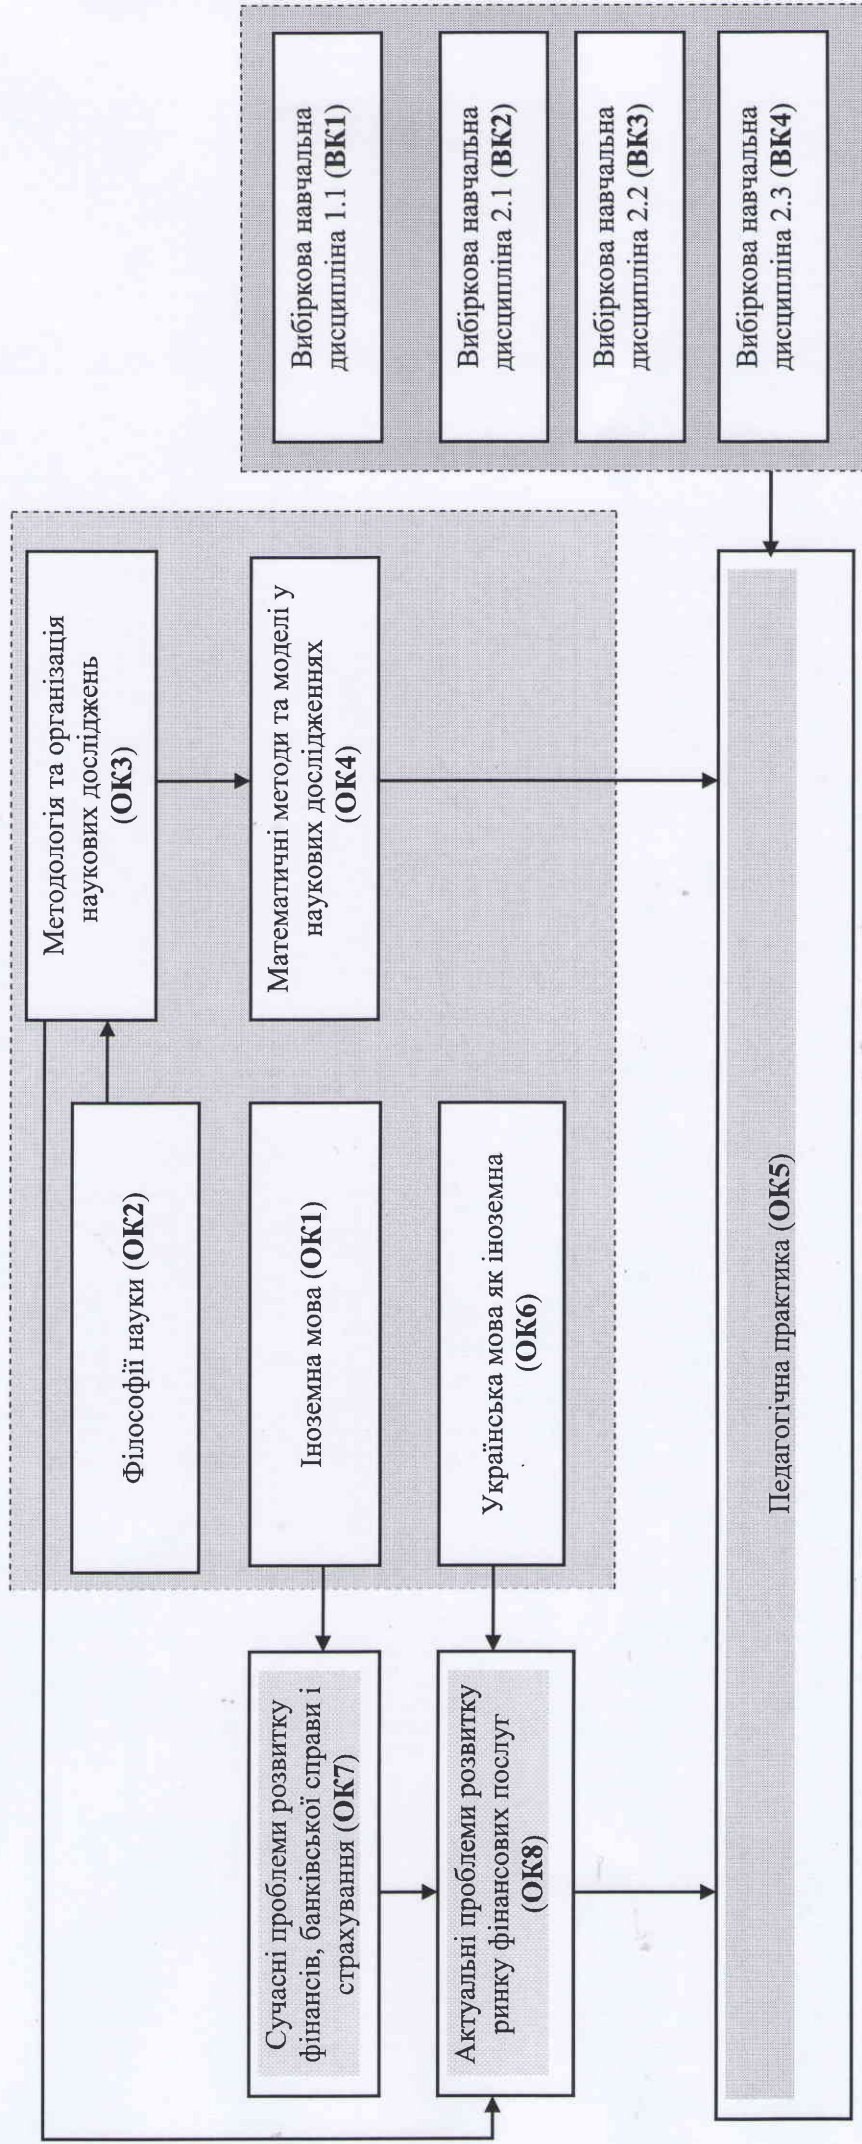 Філософії науки (ОК2)
Методологія та організація
наукових досліджень
(ОК3)
Сучасні проблеми розвитку
фінансів, банківської справи і
страхування (ОК7)
Іноземна мова (ОК1)
Математичні методи та моделі у
наукових дослідженнях
(ОК4)
Вибіркова навчальна
дисципліна 1.1 (ВК1)
Актуальні проблеми розвитку
ринку фінансових послуг
(ОК8)
Українська мова як іноземна
(ОК6)
Вибіркова навчальна
дисципліна 2.1 (ВК2)
Вибіркова навчальна
дисципліна 2.2 (ВК3)
Вибіркова навчальна
дисципліна 2.3 (ВК4)
Педагогічна практика (ОК5)